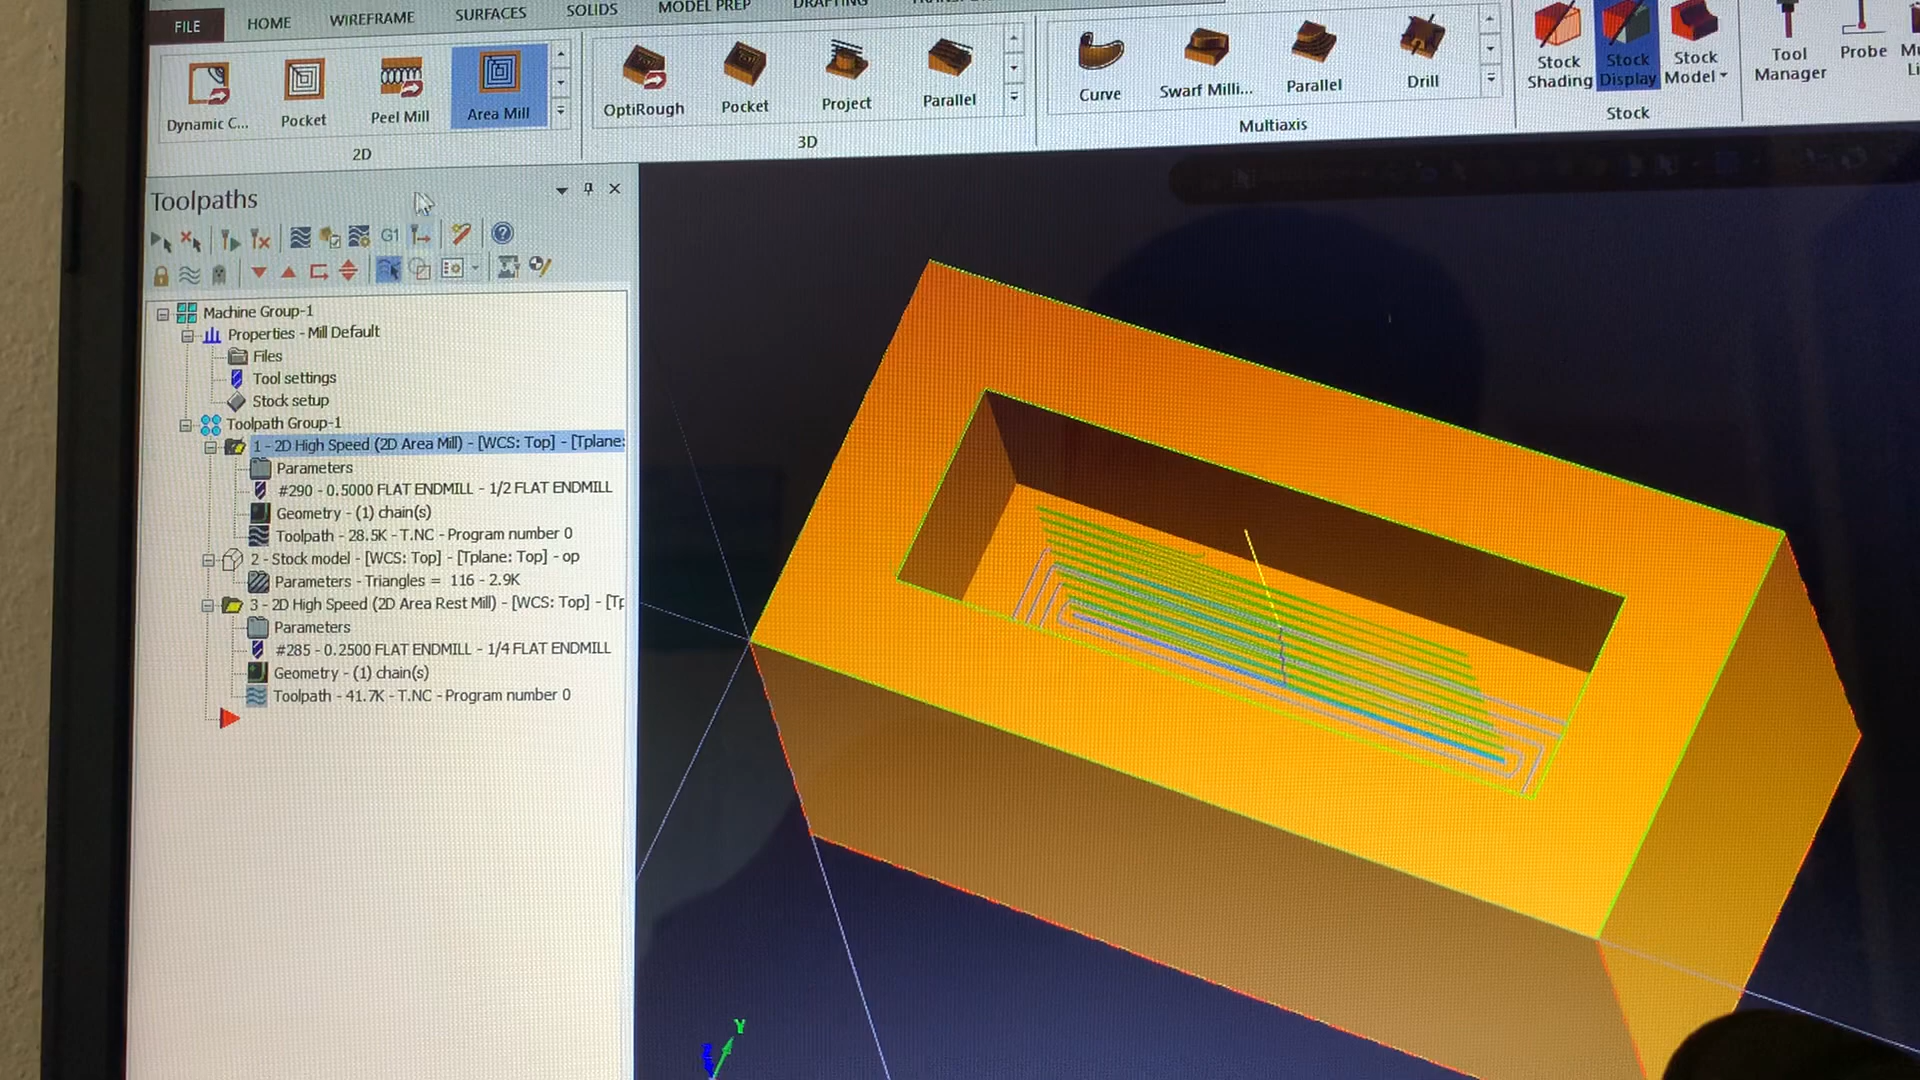 FILE
HOME
WIREFRAME
SURFACES
SOLIDS
MODEL PREP
DRAFTING
Dynamic C...
Pocket
Peel Mill
Area Mill
OptiRough
Pocket
Project
Parallel
Curve
Swarf Milli...
Parallel
Drill
Stock
Shading
Stock
Display
Stock
Model
Tool
Manager
Probe
2D
3D
Multiaxis
Stock
Toolpaths
G1
Machine Group-1
Properties - Mill Default
Files
Tool settings
Stock setup
Toolpath Group-1
1 - 2D High Speed (2D Area Mill) - [WCS: Top] - [Tplane:
Parameters
#290 - 0.5000 FLAT ENDMILL - 1/2 FLAT ENDMILL
Geometry - (1) chain(s)
Toolpath - 28.5K - T.NC - Program number 0
2 - Stock model - [WCS: Top] - [Tplane: Top] - op
Parameters - Triangles = 116 - 2.9K
3 - 2D High Speed (2D Area Rest Mill) - [WCS: Top] - [Tp
Parameters
#285 - 0.2500 FLAT ENDMILL - 1/4 FLAT ENDMILL
Geometry - (1) chain(s)
Toolpath - 41.7K - T.NC - Program number 0
Y